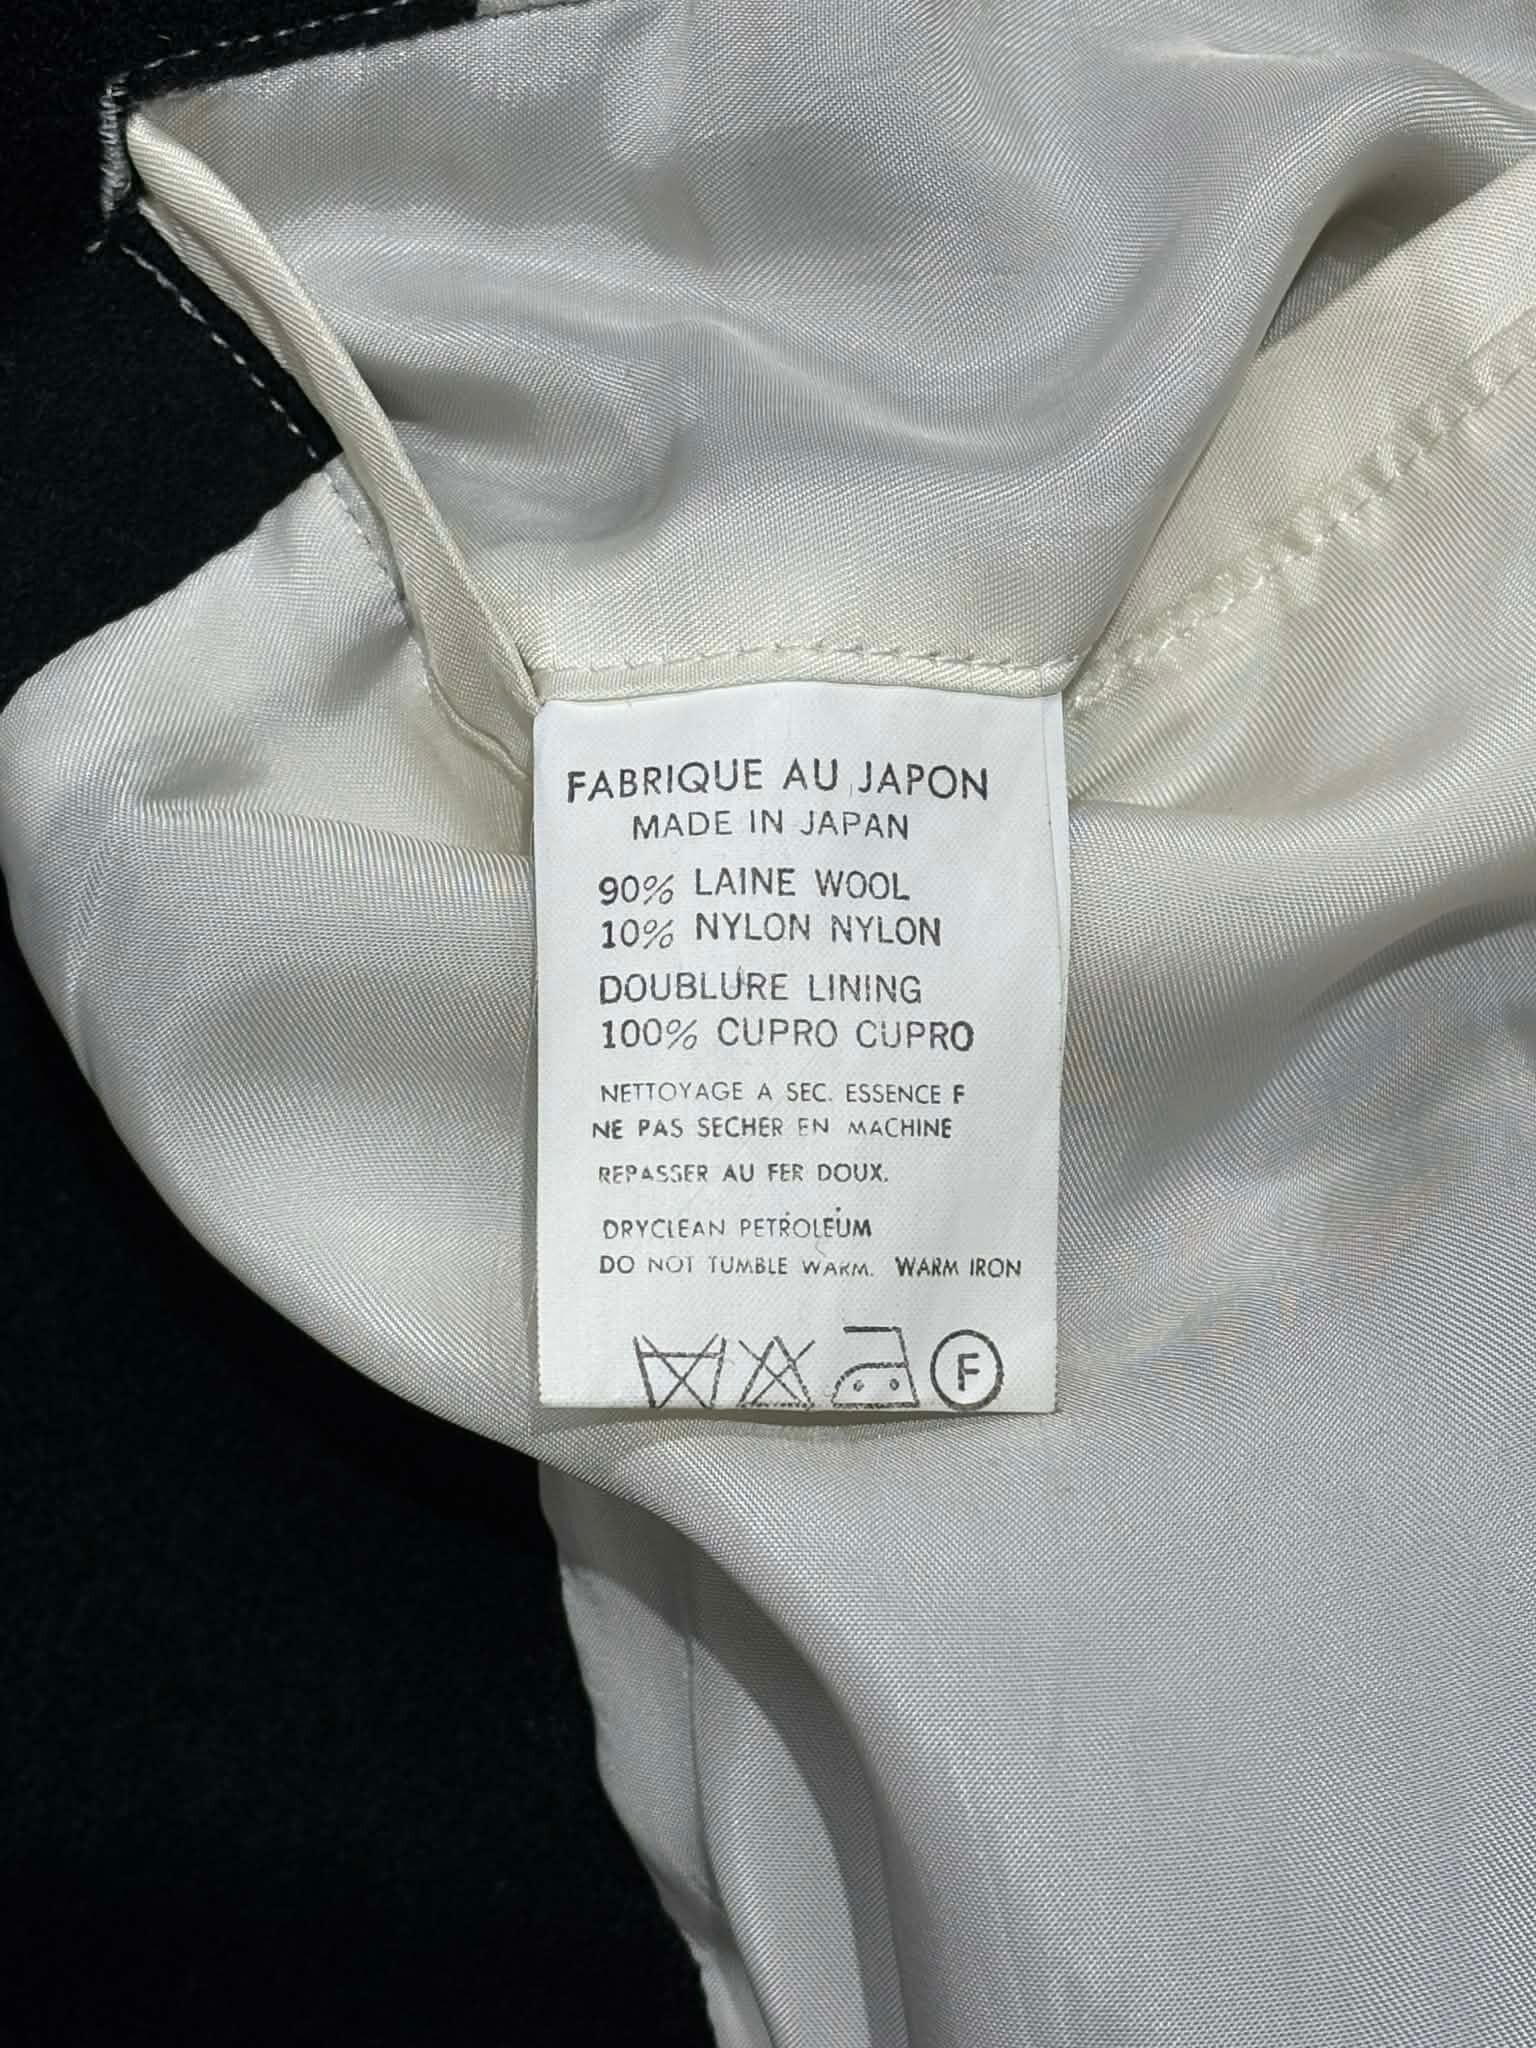 FABRIQUE AU JAPON
MADE IN JAPAN
90% LAINE WOOL
10% NYLON NYLON
DOUBLURE LINING
100% CUPRO CUPRO
NETTOYAGE A SEC. ESSENCE F
NE PAS SECHER EN MACHINE
REPASSER AU FER DOUX.
DRYCLEAN PETROLEUM
DO NOT TUMBLE WARM. WARM IRON
F